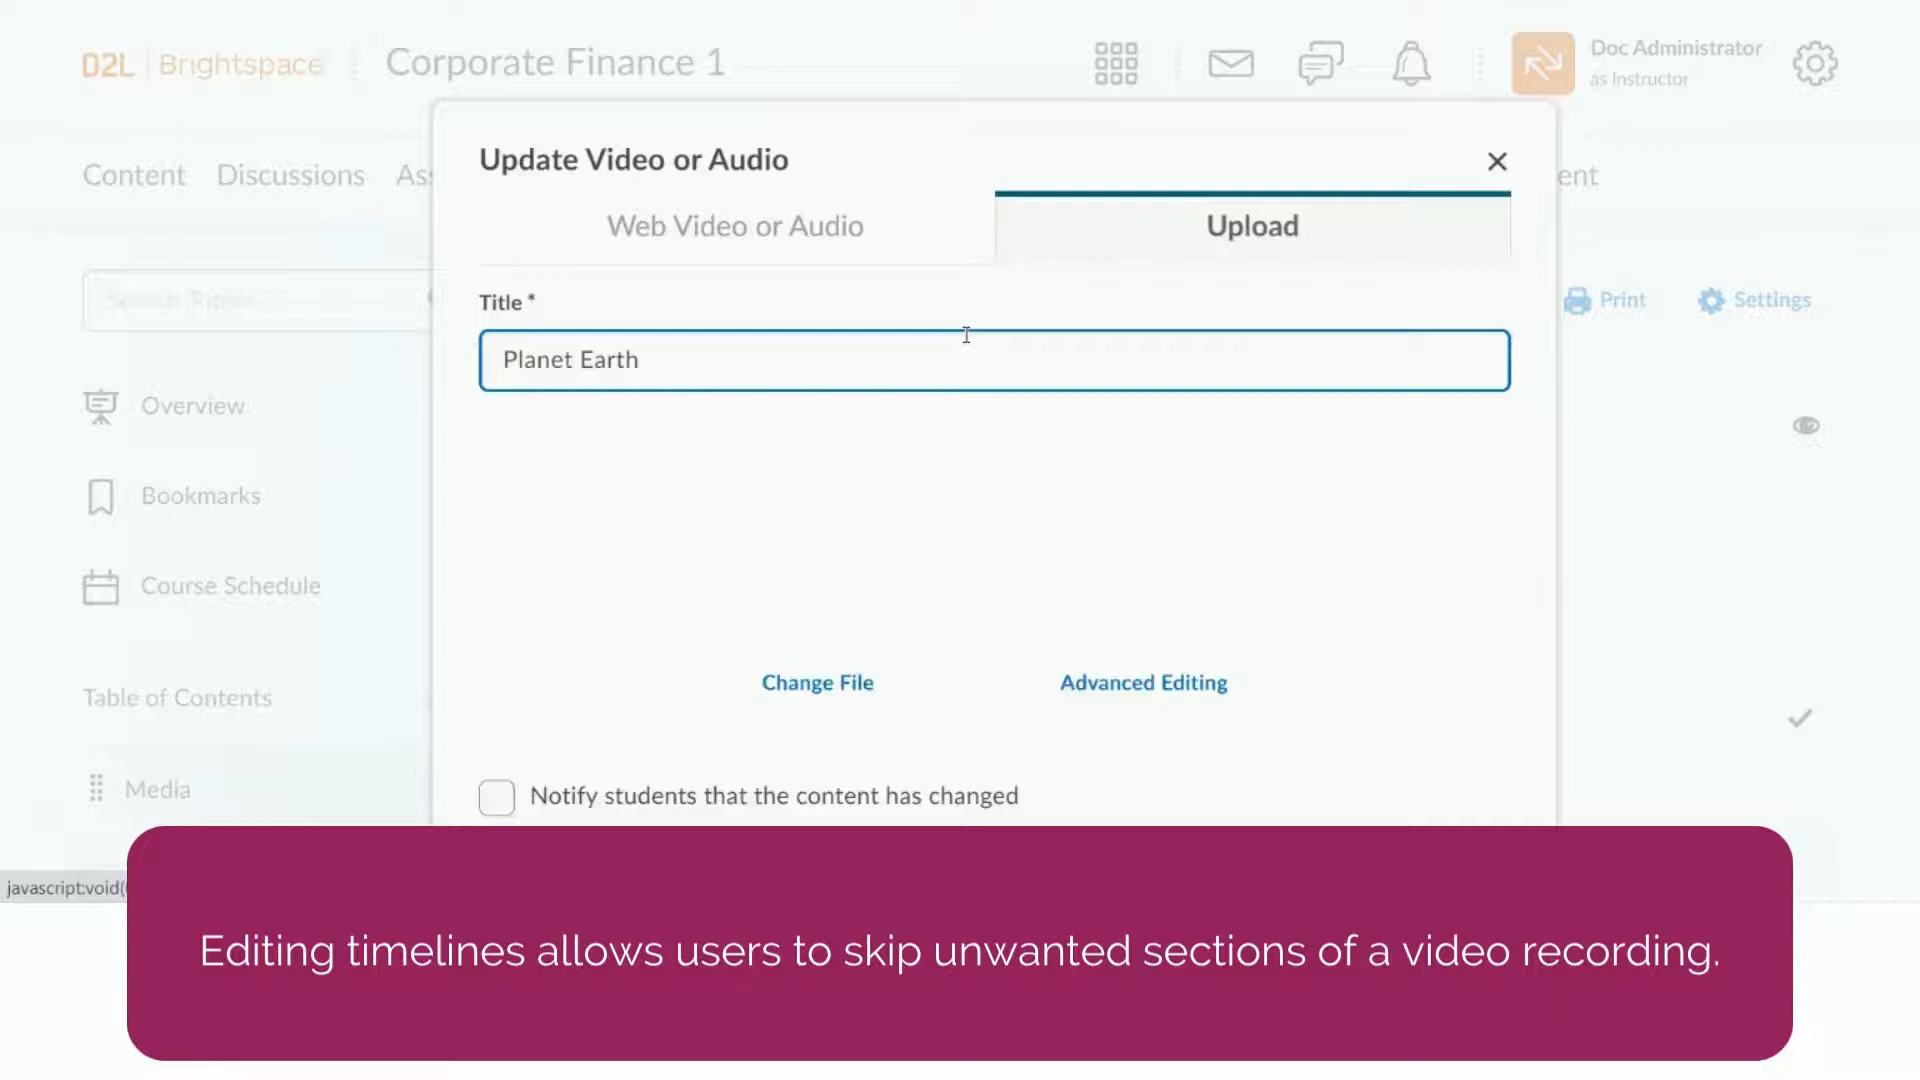 D2L Brightspace
Corporate Finance 1
Doc Administrator
as Instructor
Content Discussions
Update Video or Audio
Web Video or Audio
Upload
Search Topics
Print
Settings
Title *
Planet Earth
Overview
Bookmarks
Course Schedule
Change File
Advanced Editing
Table of Contents
Media
Notify students that the content has changed
javascript:void(
Editing timelines allows users to skip unwanted sections of a video recording.